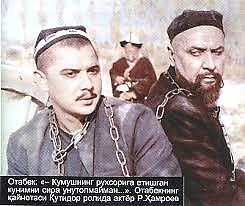 Отабек: «– Кумушнинг рухсорига етишган
кунимни сира унутолмайман...». Отабекнинг
қайнотаси Қутидор ролида актёр Р.Ҳамроев